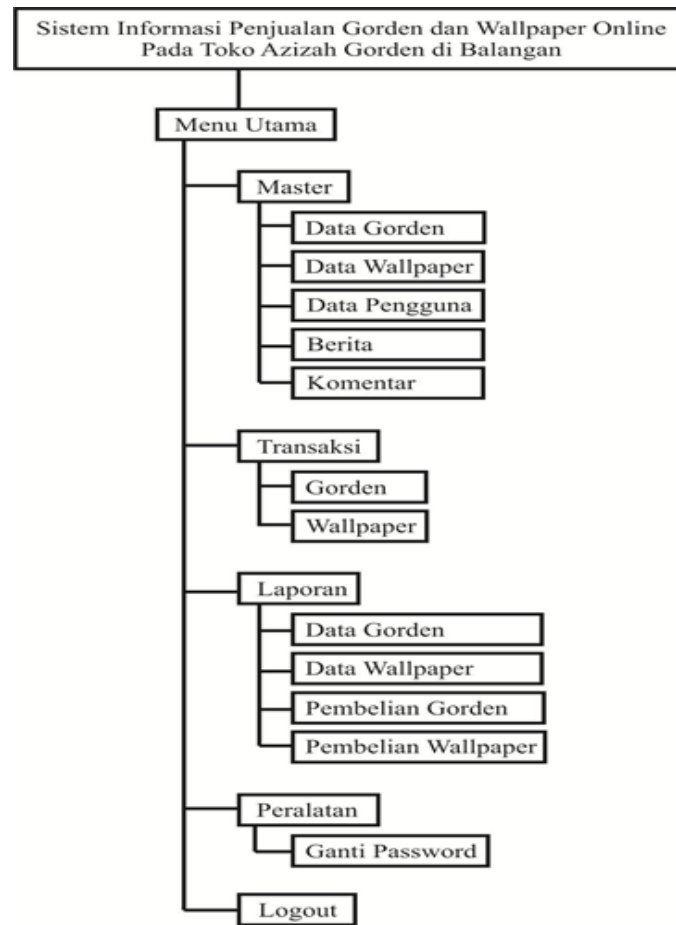 Sistem Informasi Penjualan Gorden dan Wallpaper Online
Pada Toko Azizah Gorden di Balangan
Menu Utama
Master
Data Gorden
Data Wallpaper
Data Pengguna
Berita
Komentar
Transaksi
Gorden
Wallpaper
Laporan
Data Gorden
Data Wallpaper
Pembelian Gorden
Pembelian Wallpaper
Peralatan
Ganti Password
Logout